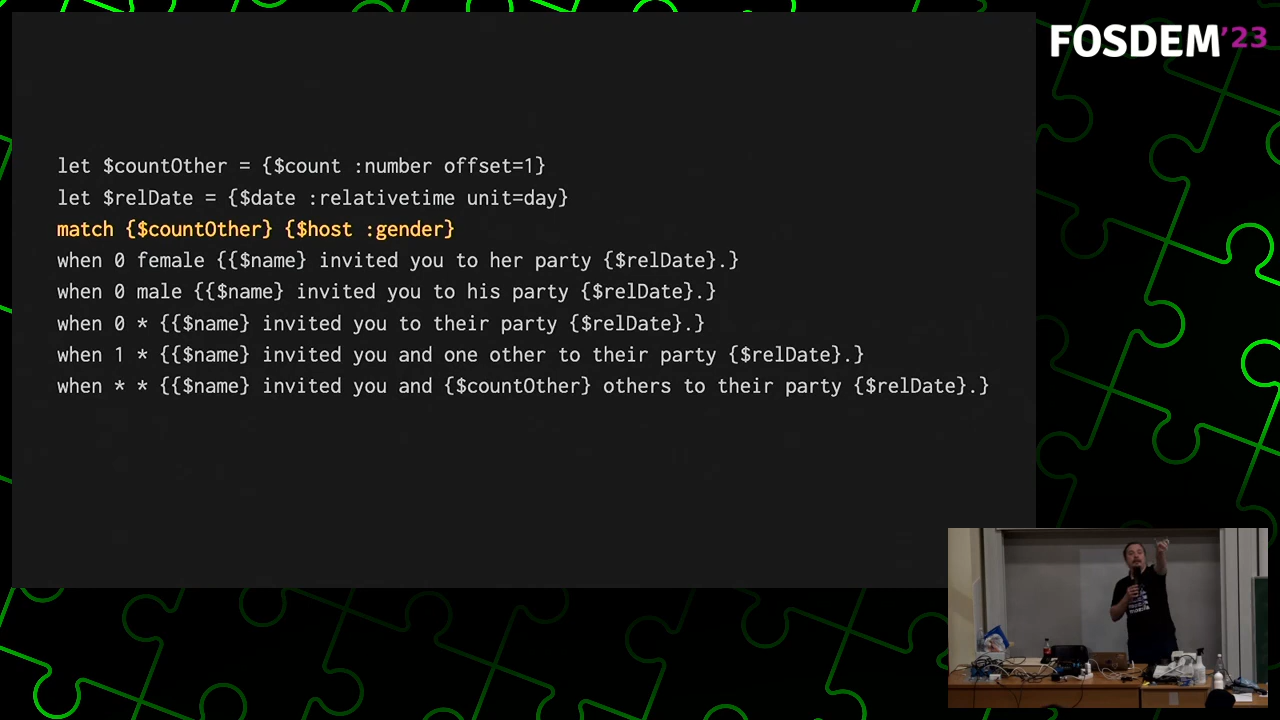 FOSDEM'23
let $countOther = {$count :number offset=1}
let $relDate = {$date :relativetime unit=day}
match {$countOther} {$host :gender}
when 0 female {{$name} invited you to her party {$relDate}.}
when 0 male {{$name} invited you to his party {$relDate}.}
when 0 * {{$name} invited you to their party {$relDate}.}
when 1 * {{$name} invited you and one other to their party {$relDate}.}
when * * {{$name} invited you and {$countOther} others to their party {$relDate}.}